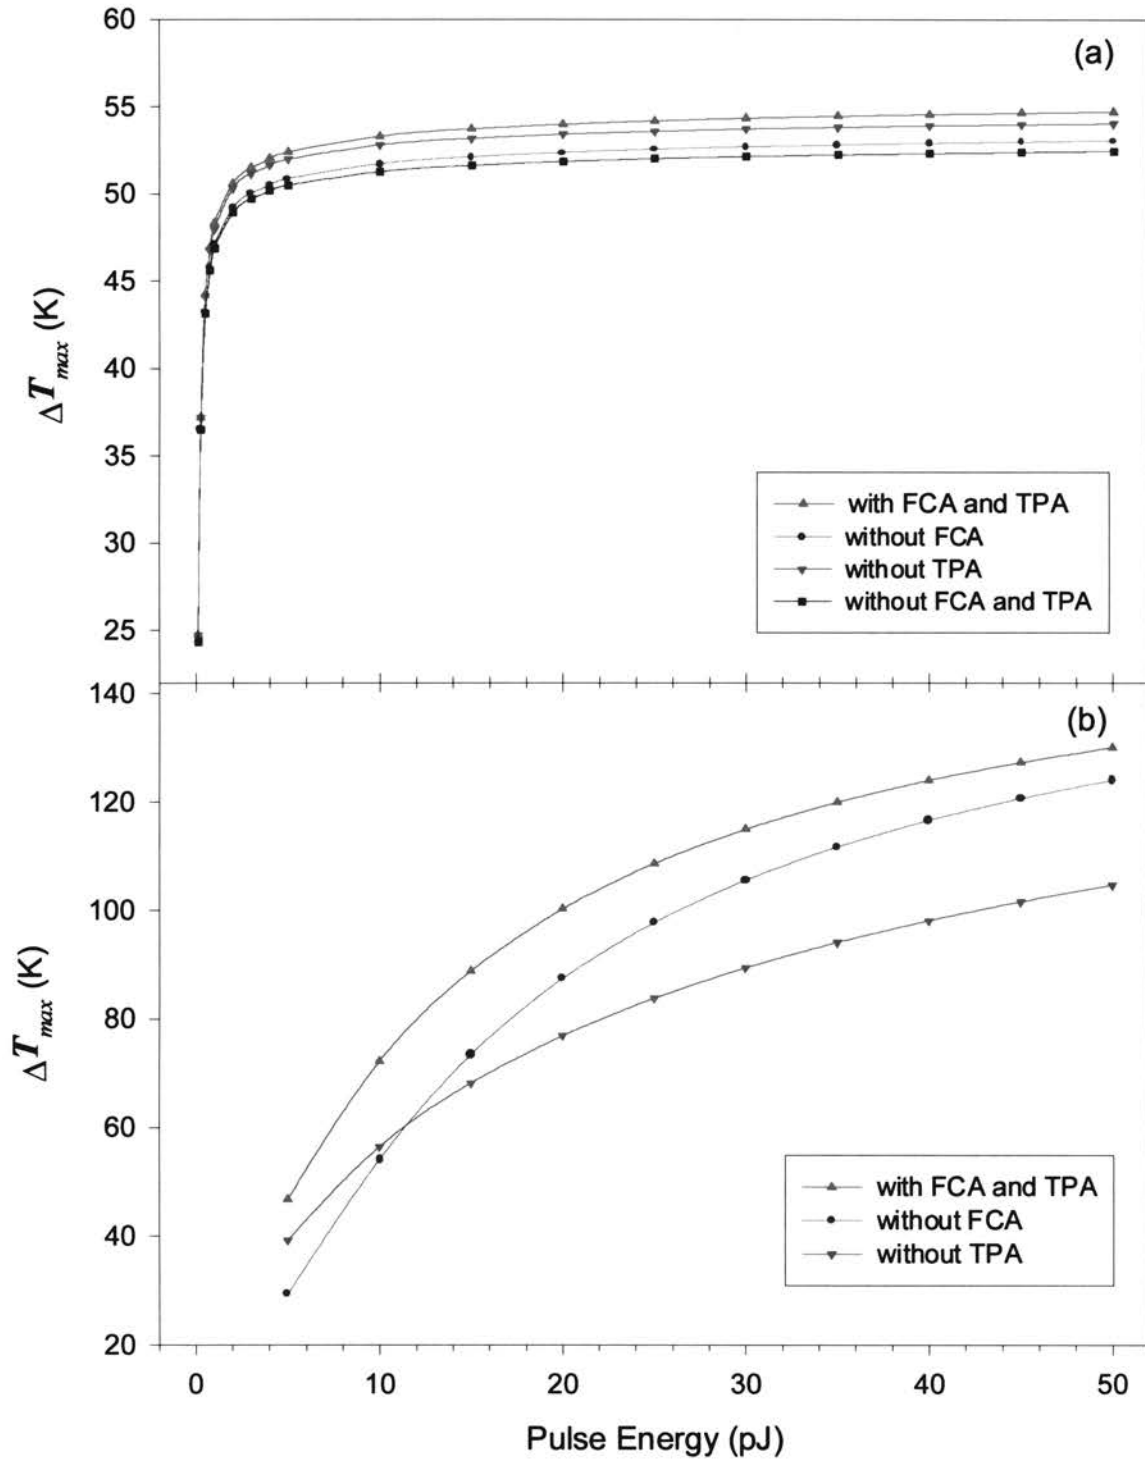 (a)
60
55
50
45
40
35
30
25
ΔTmax (K)
with FCA and TPA
without FCA
without TPA
without FCA and TPA
(b)
140
120
100
80
60
40
20
ΔTmax (K)
with FCA and TPA
without FCA
without TPA
0 10 20 30 40 50
Pulse Energy (pJ)